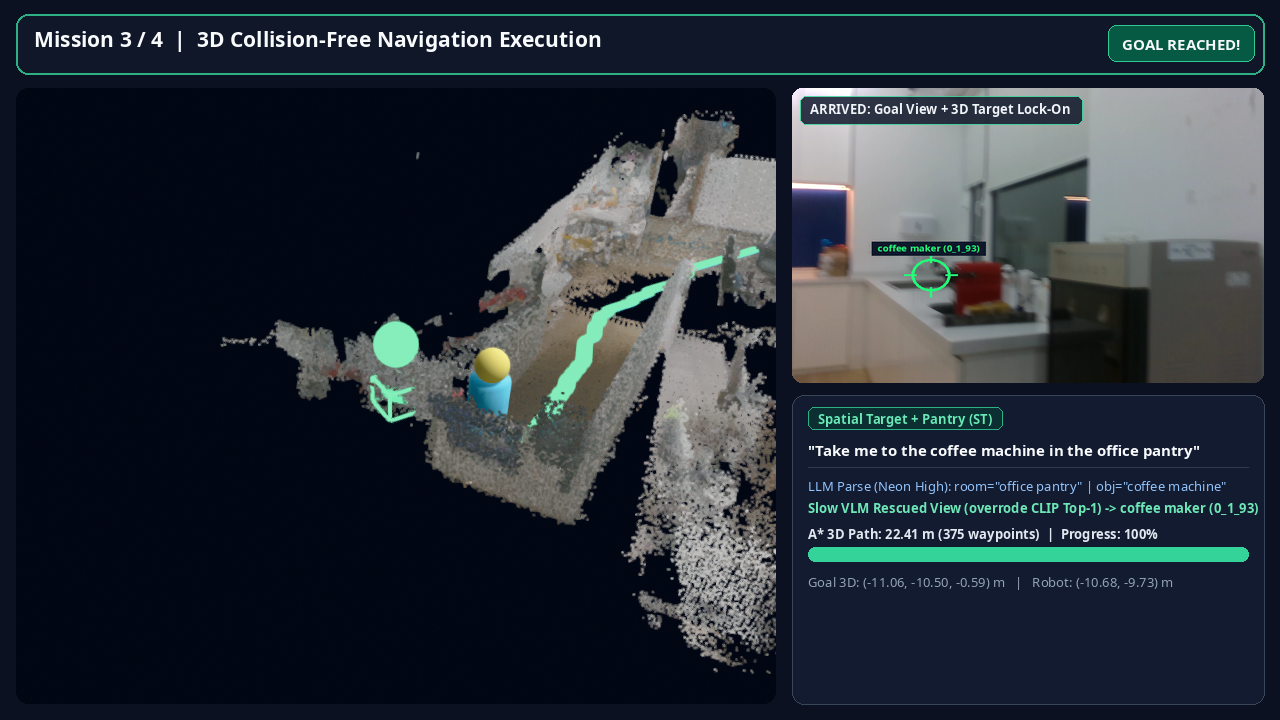 Mission 3 / 4 | 3D Collision-Free Navigation Execution
GOAL REACHED!
ARRIVED: Goal View + 3D Target Lock-On
coffee maker (0_1_93)
Spatial Target + Pantry (ST)
"Take me to the coffee machine in the office pantry"
LLM Parse (Neon High): room="office pantry" | obj="coffee machine"
Slow VLM Rescued View (overrode CLIP Top-1) -> coffee maker (0_1_93)
A* 3D Path: 22.41 m (375 waypoints) | Progress: 100%
Goal 3D: (-11.06, -10.50, -0.59) m | Robot: (-10.68, -9.73) m